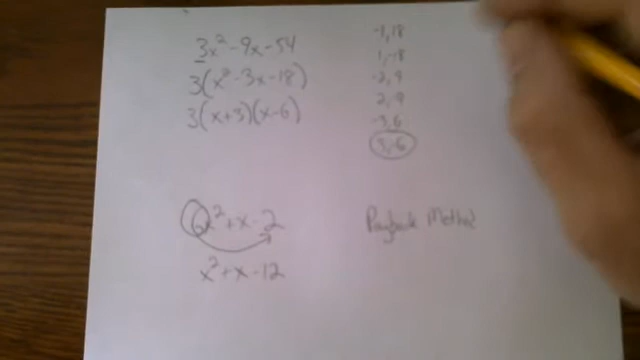 3x² - 9x - 54
3(x² - 3x - 18)
3(x+3)(x-6)
-1, 18
1, -18
-2, 9
2, -9
-3, 6
3, -6
6x² + x - 2
x² + x - 12
Payback Method